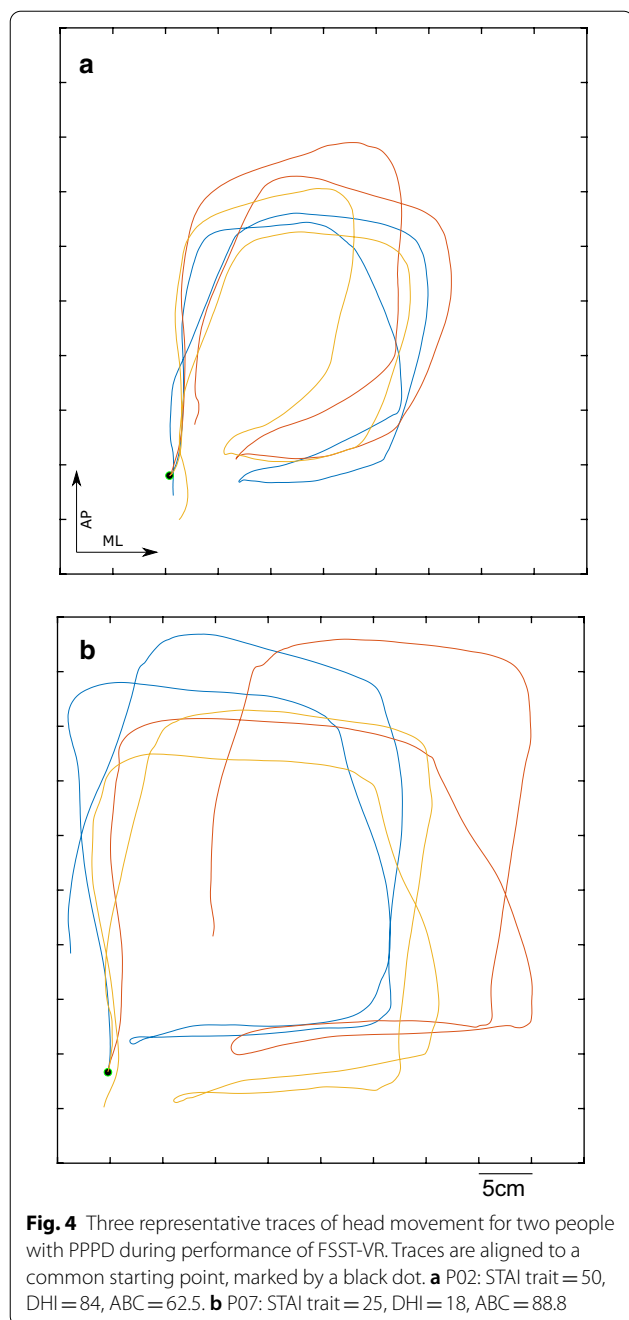 a
AP
ML
b
5cm
Fig. 4 Three representative traces of head movement for two people
with PPPD during performance of FSST-VR. Traces are aligned to a
common starting point, marked by a black dot. a P02: STAI trait = 50,
DHI = 84, ABC = 62.5. b P07: STAI trait = 25, DHI = 18, ABC = 88.8